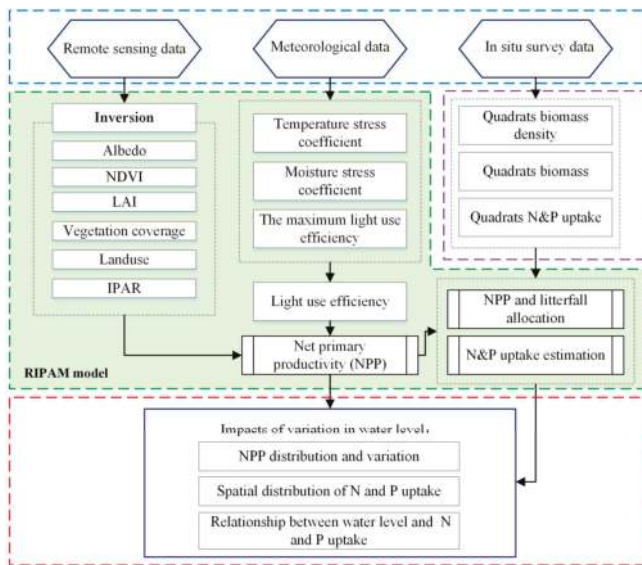 Remote sensing data
Meteorological data
In situ survey data
Inversion
Albedo
NDVI
LAI
Vegetation coverage
Landuse
IPAR
Temperature stress
coefficient
Moisture stress
coefficient
The maximum light use
efficiency
Light use efficiency
Net primary
productivity (NPP)
Quadrats biomass
density
Quadrats biomass
Quadrats N&P uptake
NPP and litterfall
allocation
N&P uptake estimation
RIPAM model
Impacts of variation in water level:
NPP distribution and variation
Spatial distribution of N and P uptake
Relationship between water level and N
and P uptake